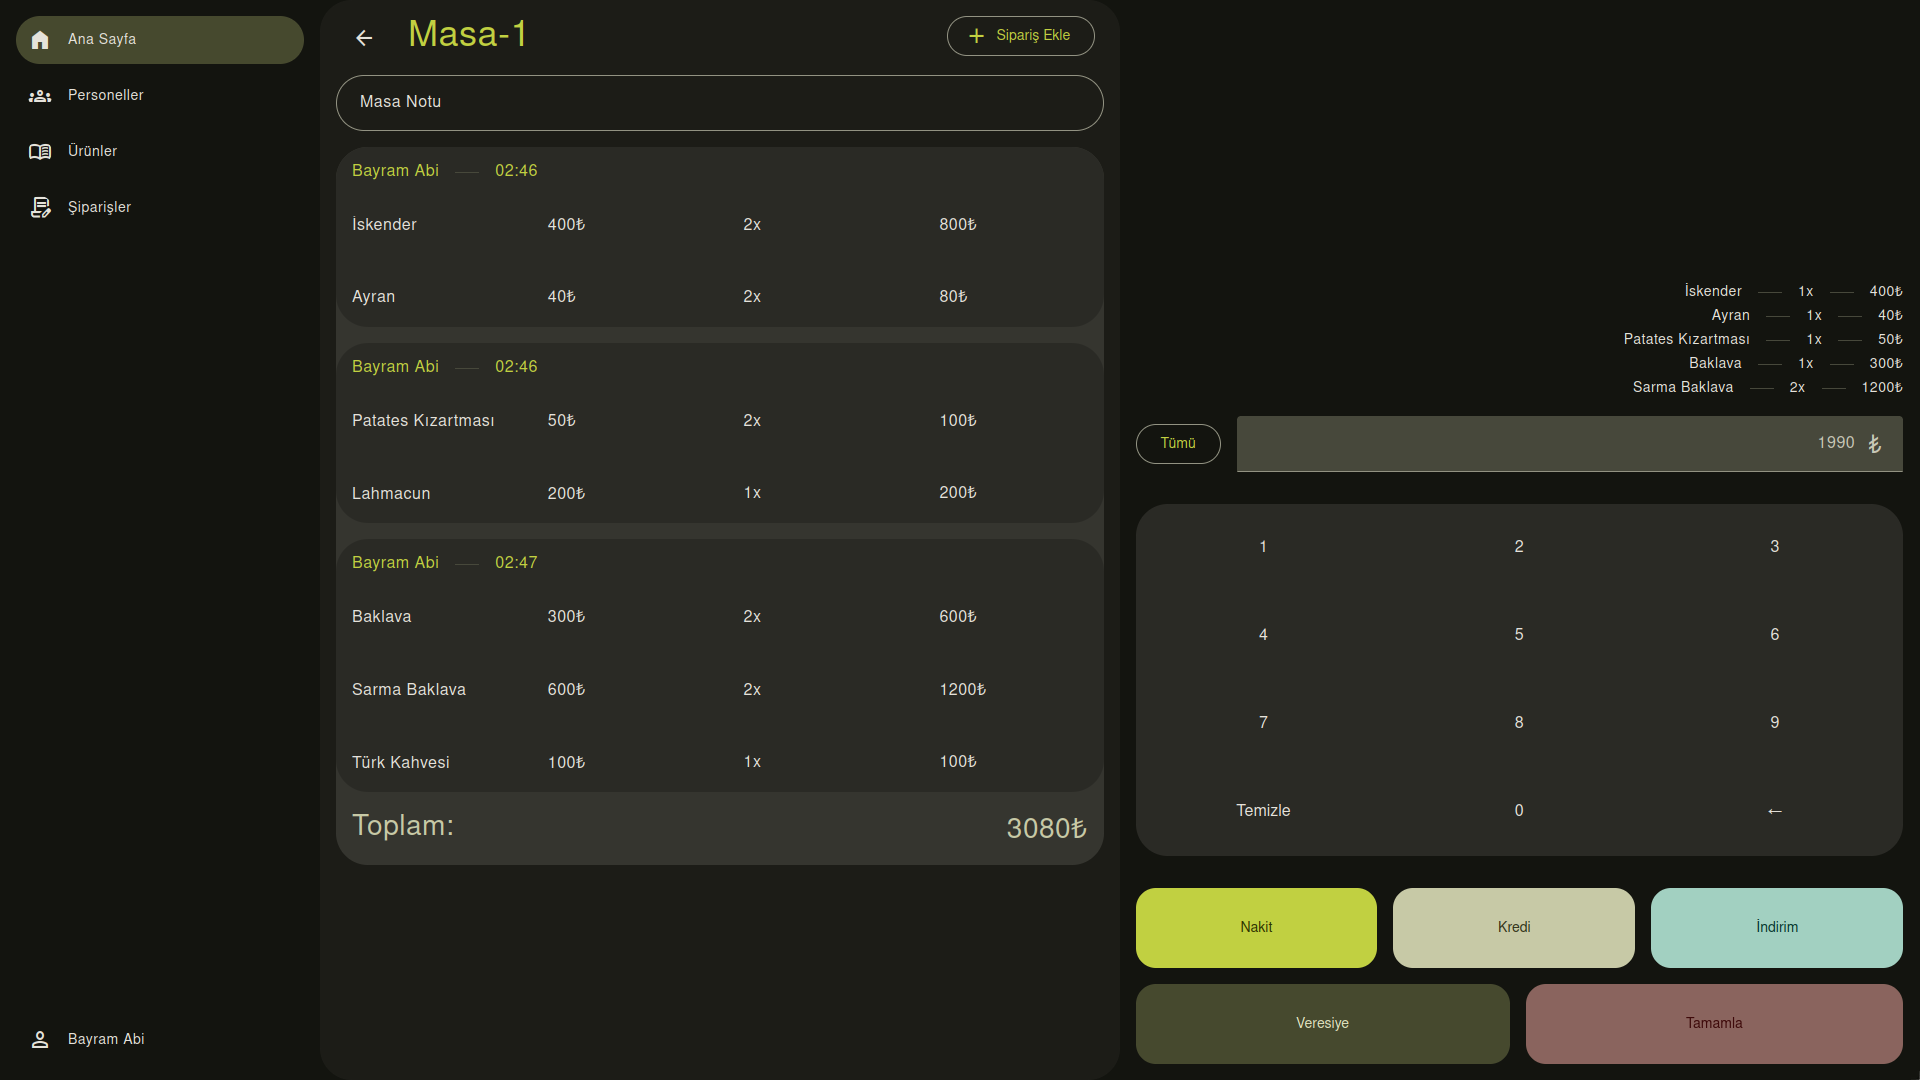 Ana Sayfa
Personeller
Ürünler
Şiparişler
Bayram Abi
Masa-1
Sipariş Ekle
Masa Notu
Bayram Abi 02:46
İskender 400₺ 2x 800₺
Ayran 40₺ 2x 80₺
Bayram Abi 02:46
Patates Kızartması 50₺ 2x 100₺
Lahmacun 200₺ 1x 200₺
Bayram Abi 02:47
Baklava 300₺ 2x 600₺
Sarma Baklava 600₺ 2x 1200₺
Türk Kahvesi 100₺ 1x 100₺
Toplam: 3080₺
İskender 1x 400₺
Ayran 1x 40₺
Patates Kızartması 1x 50₺
Baklava 1x 300₺
Sarma Baklava 2x 1200₺
Tümü 1990 ₺
1 2 3
4 5 6
7 8 9
Temizle 0 ←
Nakit Kredi İndirim
Veresiye Tamamla